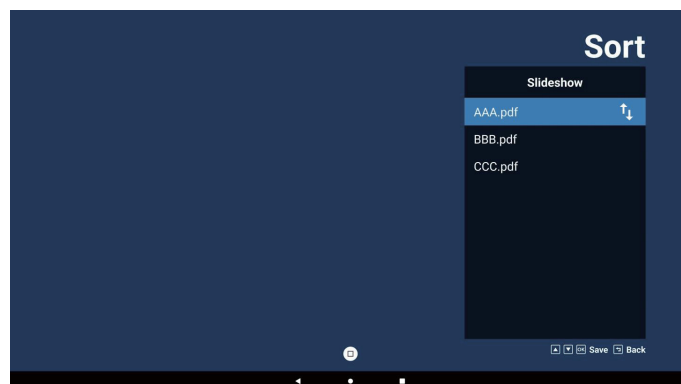 Sort
Slideshow
AAA.pdf
BBB.pdf
CCC.pdf
OK Save Back